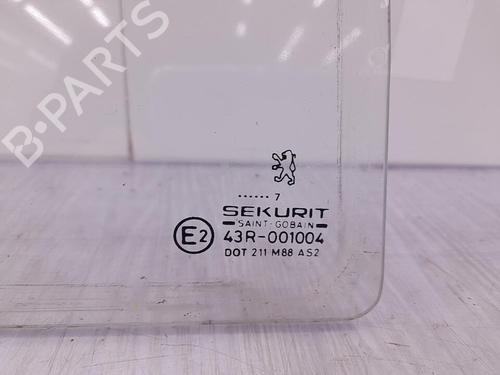 B-PARTS
...... 7
SEKURIT
SAINT-GOBAIN
E2 43R-001004
DOT 211 M88 AS2